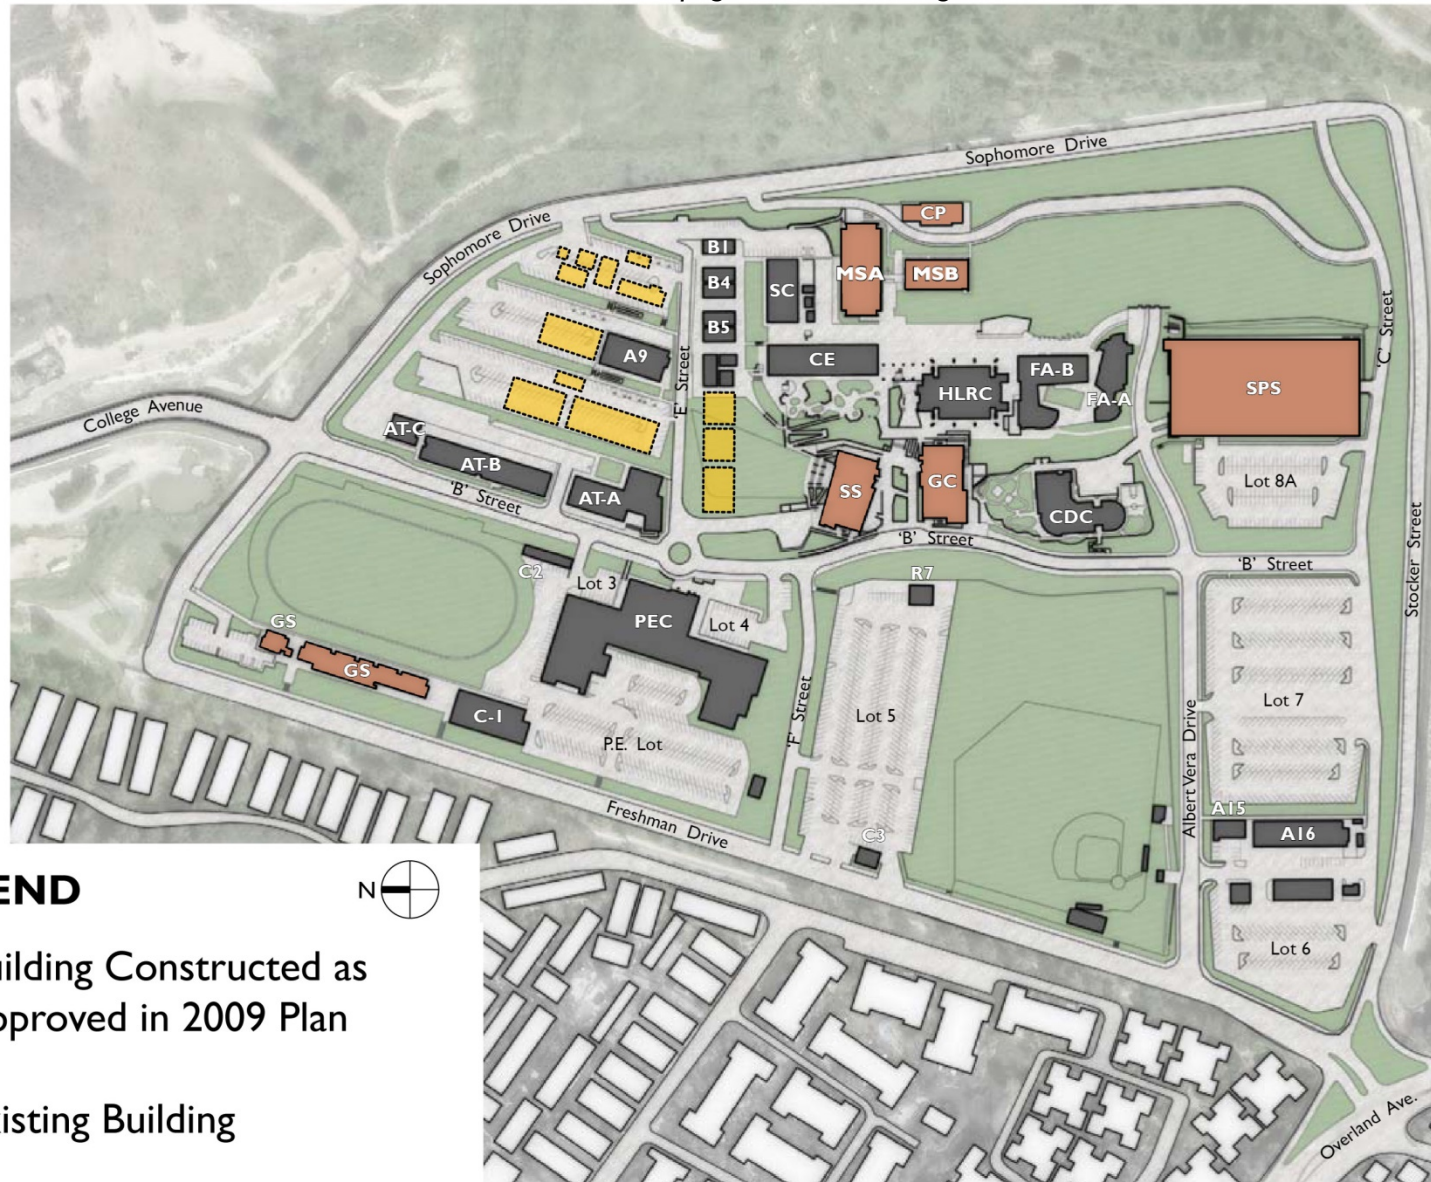 Sophomore Drive
CP
Sophomore Drive
B1
MSA
MSB
B4
SC
B5
'C' Street
A9
CE
FA-B
SPS
'E' Street
HLRC
FA-A
College Avenue
AT-C
AT-B
Lot 8A
GC
SS
AT-A
'B' Street
CDC
'B' Street
Stocker Street
'B' Street
C2
R7
Lot 3
GS
PEC
Lot 4
GS
Lot 7
C-1
'F' Street
Lot 5
P.E. Lot
Albert Vera Drive
A15
Freshman Drive
C3
A16
N
Lot 6
Overland Ave.
END
uilding Constructed as
pproved in 2009 Plan
xisting Building